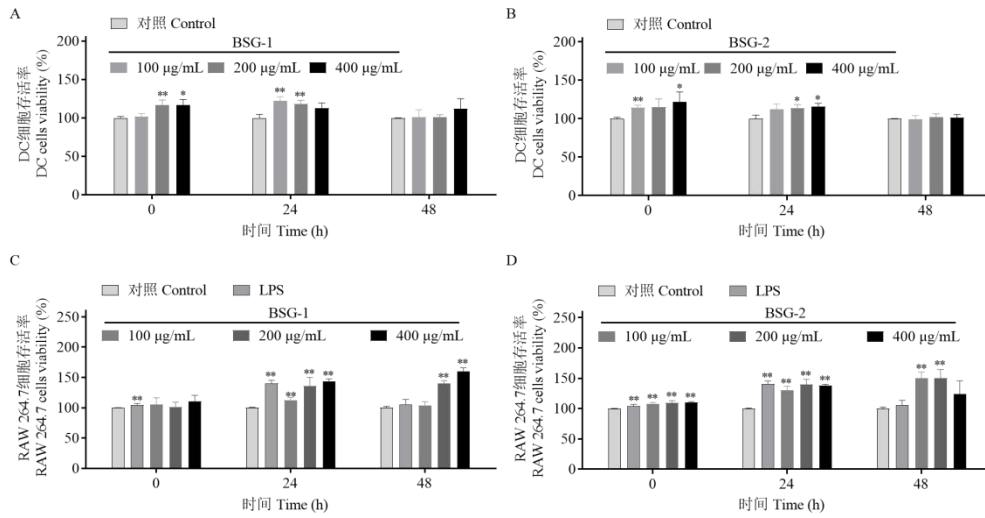 A
对照 Control
BSG-1
100 μg/mL 200 μg/mL 400 μg/mL
DC细胞存活率
DC cells viability (%)
200
150
100
50
0
** *
** **
0 24 48
时间 Time (h)
B
对照 Control
BSG-2
100 μg/mL 200 μg/mL 400 μg/mL
DC细胞存活率
DC cells viability (%)
200
150
100
50
0
** *
* *
0 24 48
时间 Time (h)
C
对照 Control LPS
BSG-1
100 μg/mL 200 μg/mL 400 μg/mL
RAW 264.7细胞存活率
RAW 264.7 cells viability (%)
250
200
150
100
50
0
**
** ** ** **
** **
0 24 48
时间 Time (h)
D
对照 Control LPS
BSG-2
100 μg/mL 200 μg/mL 400 μg/mL
RAW 264.7细胞存活率
RAW 264.7 cells viability (%)
250
200
150
100
50
0
** ** ** **
** ** ** **
** **
0 24 48
时间 Time (h)